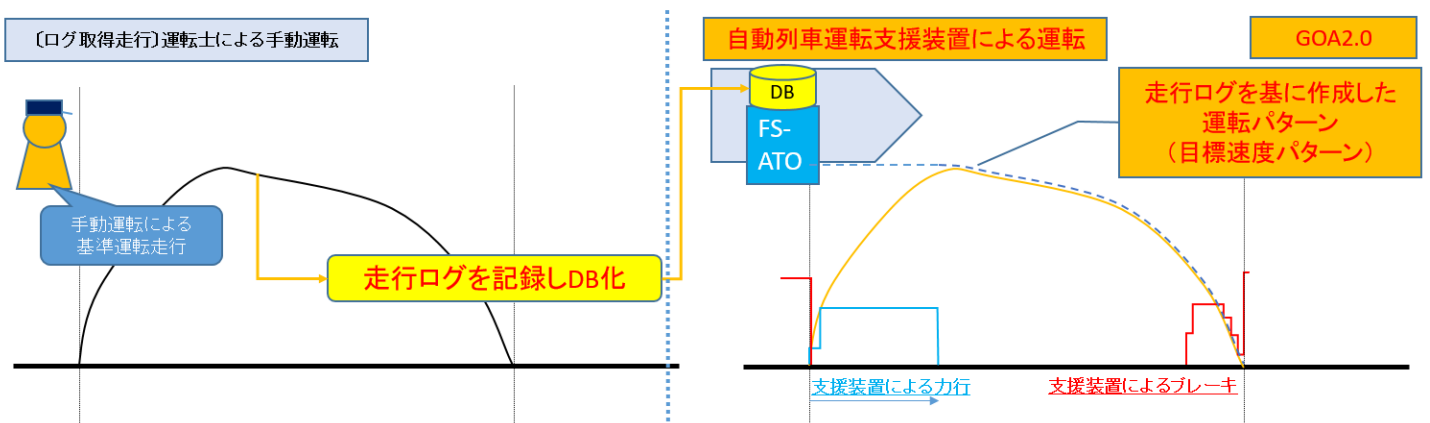 〔ログ取得走行〕運転士による手動運転
手動運転による
基準運転走行
走行ログを記録しDB化
自動列車運転支援装置による運転
GOA2.0
DB
FS-
ATO
走行ログを基に作成した
運転パターン
（目標速度パターン）
支援装置による力行
支援装置によるブレーキ